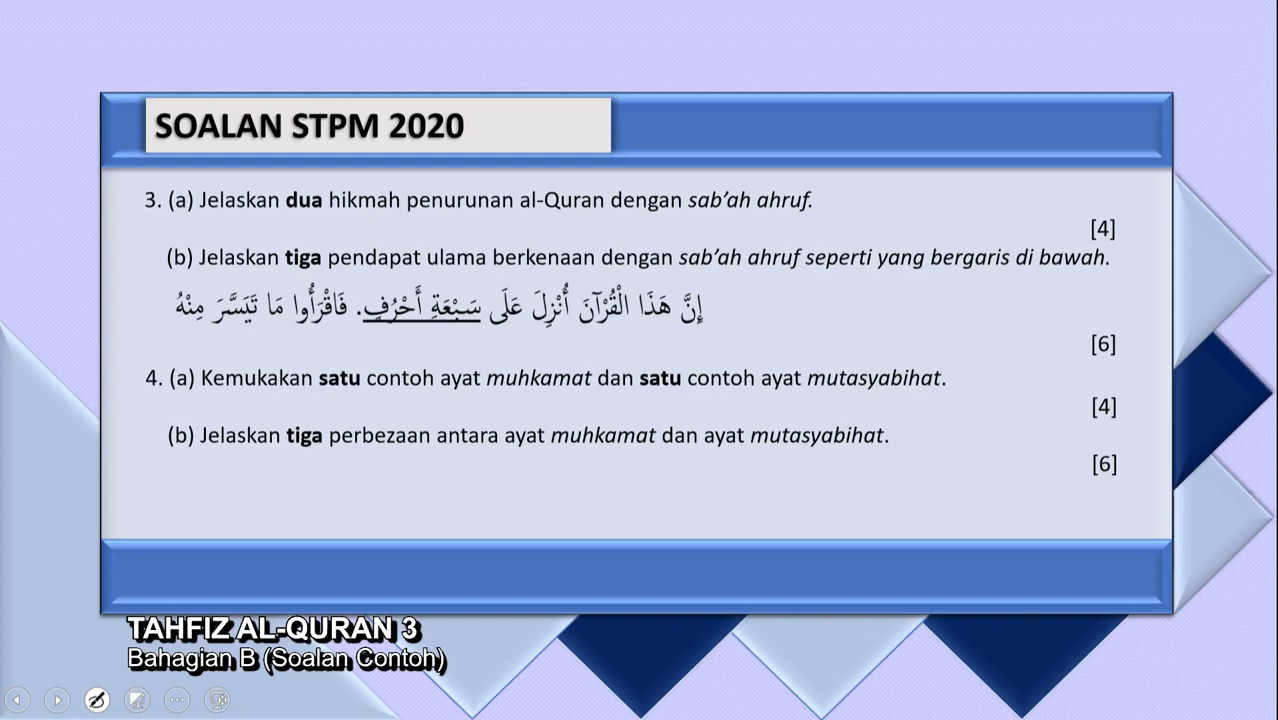 SOALAN STPM 2020
3. (a) Jelaskan dua hikmah penurunan al-Quran dengan sab’ah ahruf.
[4]
(b) Jelaskan tiga pendapat ulama berkenaan dengan sab’ah ahruf seperti yang bergaris di bawah.
إِنَّ هَذَا الْقُرْآنَ أُنْزِلَ عَلَى سَبْعَةِ أَحْرُفٍ. فَاقْرَأُوا مَا تَيَسَّرَ مِنْهُ
[6]
4. (a) Kemukakan satu contoh ayat muhkamat dan satu contoh ayat mutasyabihat.
[4]
(b) Jelaskan tiga perbezaan antara ayat muhkamat dan ayat mutasyabihat.
[6]
TAHFIZ AL-QURAN 3
Bahagian B (Soalan Contoh)